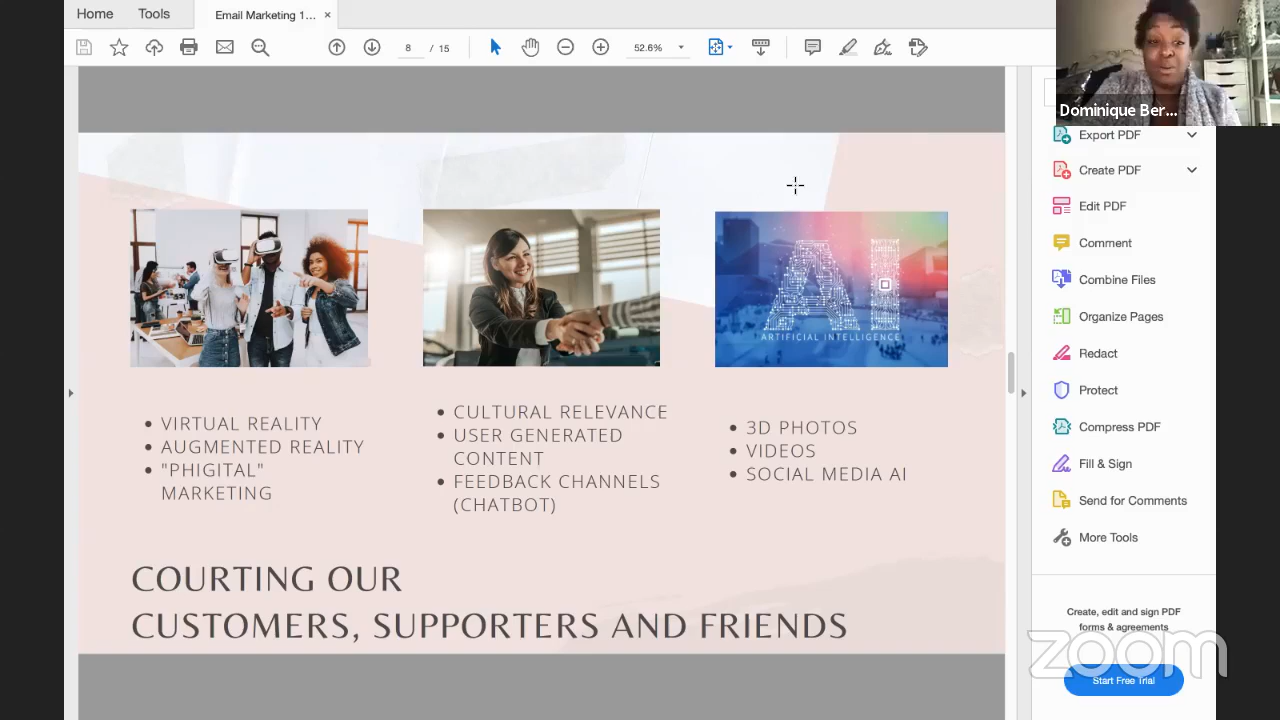 Home
Tools
Email Marketing 1...
×
8 / 15
52.6%
Dominique Ber...
Export PDF
Create PDF
Edit PDF
Comment
Combine Files
Organize Pages
Redact
Protect
Compress PDF
Fill & Sign
Send for Comments
More Tools
Create, edit and sign PDF
forms & agreements
Start Free Trial
zoom
AI
ARTIFICIAL INTELLIGENCE
• VIRTUAL REALITY
• AUGMENTED REALITY
• "PHIGITAL"
MARKETING
• CULTURAL RELEVANCE
• USER GENERATED
CONTENT
• FEEDBACK CHANNELS
(CHATBOT)
• 3D PHOTOS
• VIDEOS
• SOCIAL MEDIA AI
COURTING OUR
CUSTOMERS, SUPPORTERS AND FRIENDS